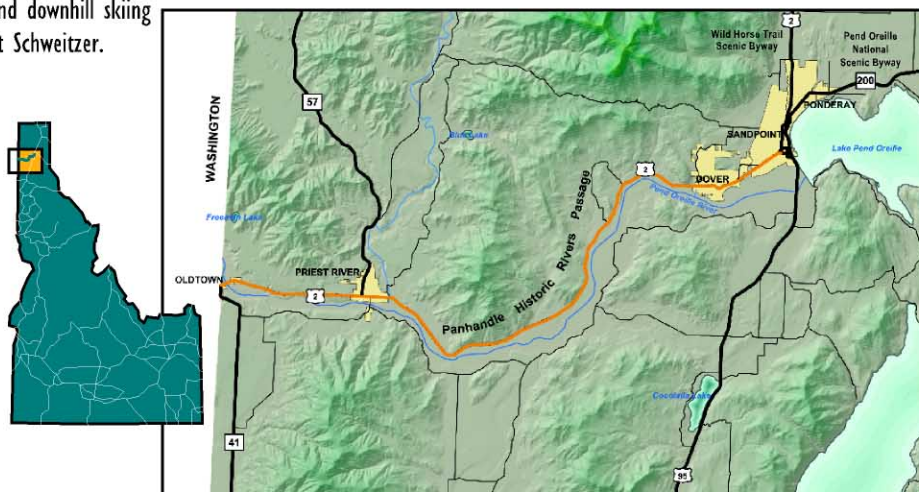 nd downhill skiing
t Schweitzer.
2
Wild Horse Trail
Scenic Byway
Pend Oreille
National
Scenic Byway
200
57
PONDERAY
SANDPOINT
WASHINGTON
Lake Pend Oreille
2
DOVER
Pend Oreille River
Freeman Lake
OLDTOWN
PRIEST RIVER
2
Panhandle Historic Rivers Passage
Cocolalla Lake
41
95